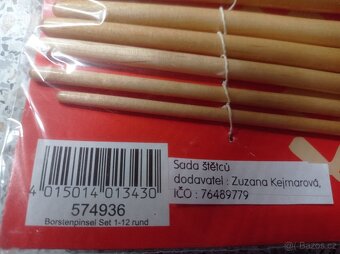 Sada štětců
dodavatel : Zuzana Kejmarová,
IČO : 76489779
4 015014 013430
574936
Borstenpinsel Set 1-12 rund